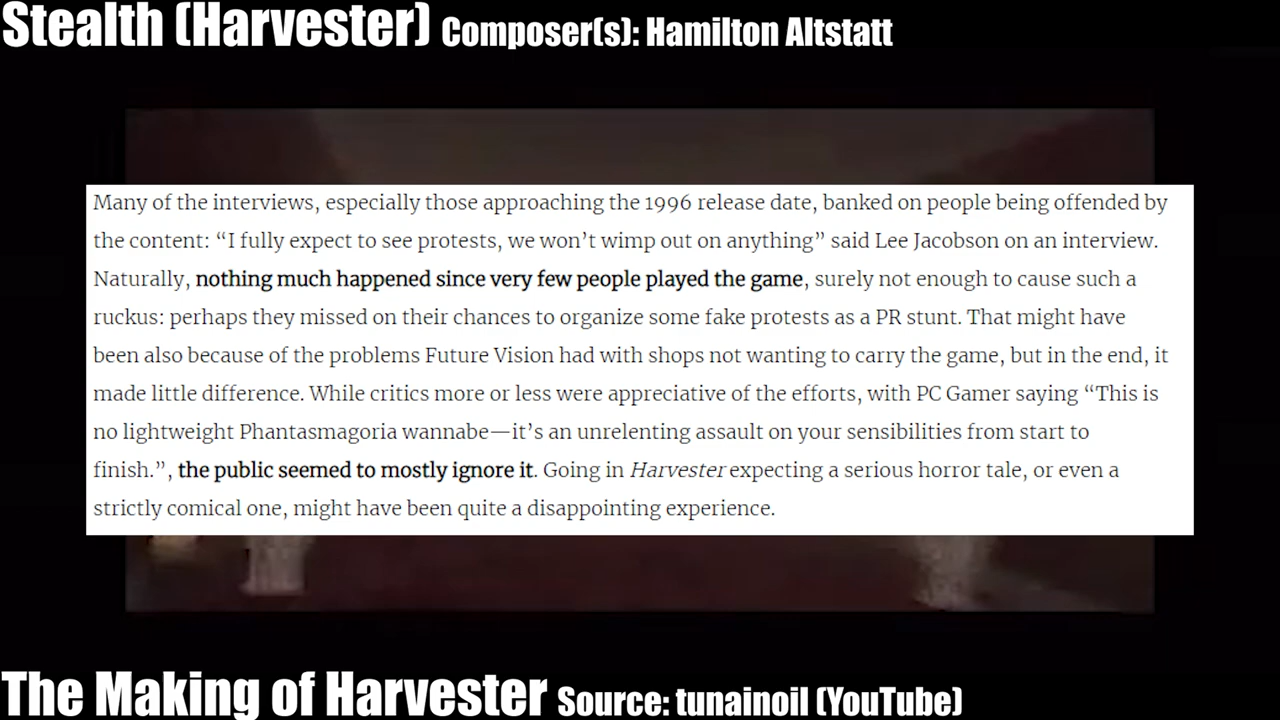 Stealth (Harvester) Composer(s): Hamilton Altstatt
Many of the interviews, especially those approaching the 1996 release date, banked on people being offended by
the content: “I fully expect to see protests, we won’t wimp out on anything” said Lee Jacobson on an interview.
Naturally, nothing much happened since very few people played the game, surely not enough to cause such a
ruckus: perhaps they missed on their chances to organize some fake protests as a PR stunt. That might have
been also because of the problems Future Vision had with shops not wanting to carry the game, but in the end, it
made little difference. While critics more or less were appreciative of the efforts, with PC Gamer saying “This is
no lightweight Phantasmagoria wannabe—it’s an unrelenting assault on your sensibilities from start to
finish.”, the public seemed to mostly ignore it. Going in Harvester expecting a serious horror tale, or even a
strictly comical one, might have been quite a disappointing experience.
The Making of Harvester Source: tunainoil (YouTube)